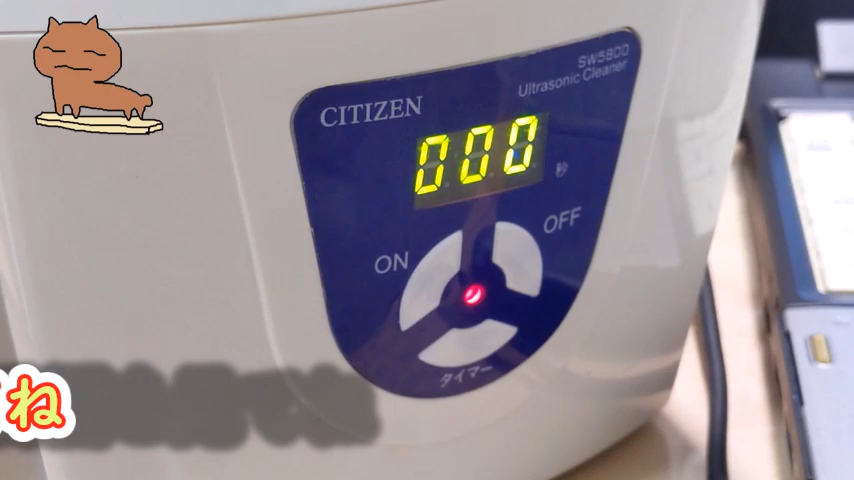 SW5800
Ultrasonic Cleaner
CITIZEN
000
秒
ON
OFF
タイマー
ね